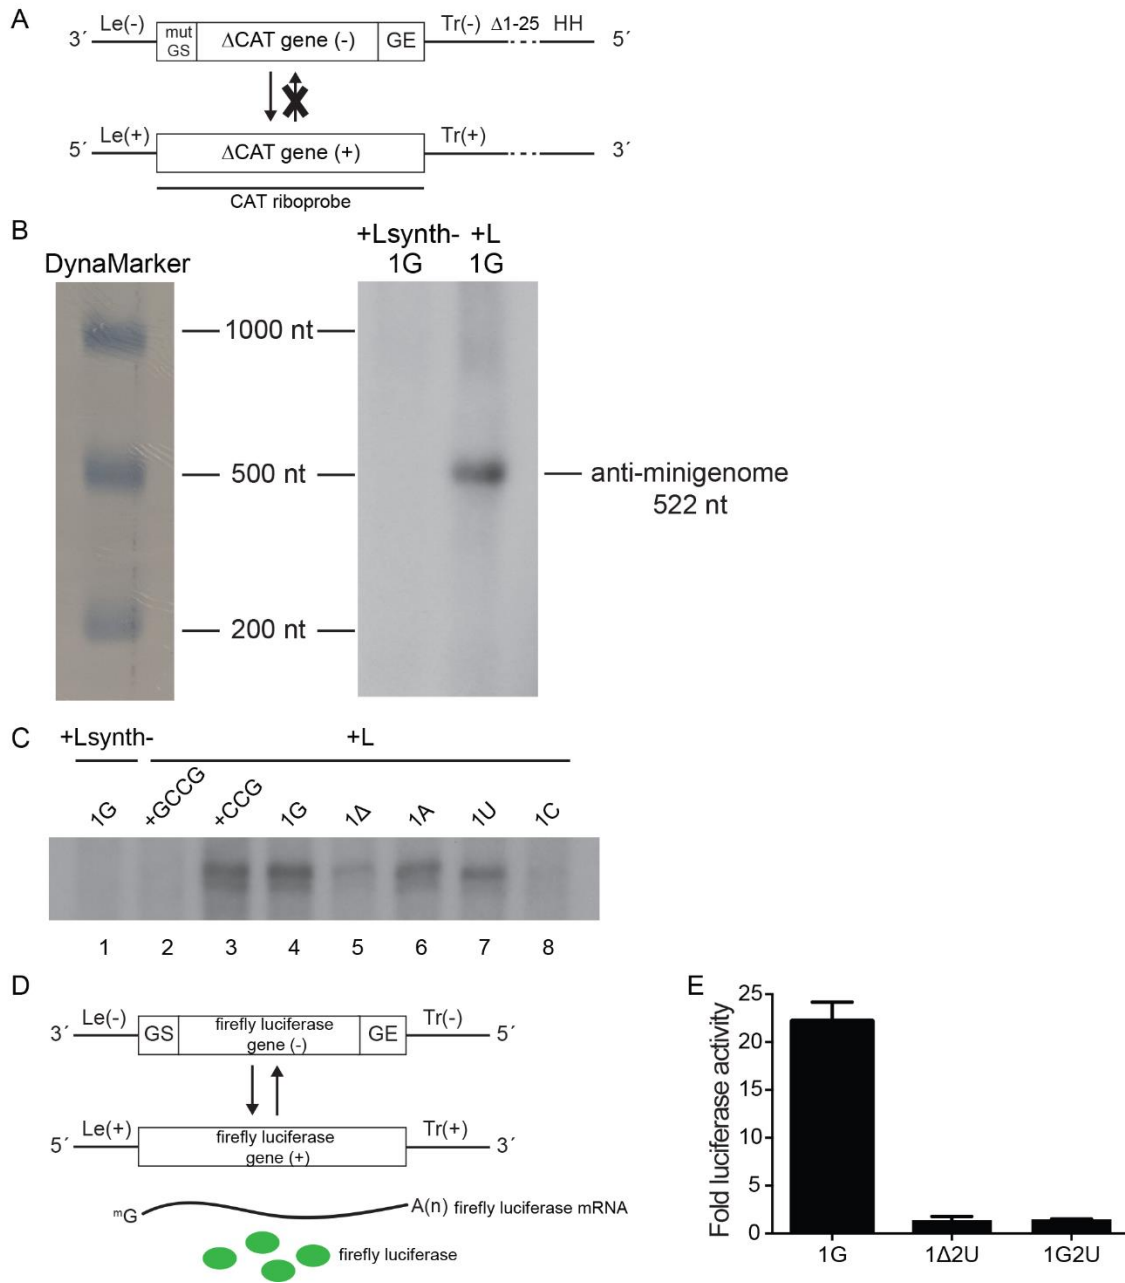 A
Le(-)
Tr(-) Δ1-25 HH
3´ mut GS ΔCAT gene (-) GE 5´
Le(+)
Tr(+)
5´ ΔCAT gene (+) 3´
CAT riboprobe
B
+Lsynth- +L
DynaMarker 1G 1G
1000 nt
500 nt
anti-minigenome
522 nt
200 nt
C
+Lsynth- +L
1G +GCCG +CCG 1G 1Δ 1A 1U 1C
1 2 3 4 5 6 7 8
D
Le(-) Tr(-)
3´ GS firefly luciferase gene (-) GE 5´
Le(+) Tr(+)
5´ firefly luciferase gene (+) 3´
mG A(n) firefly luciferase mRNA
firefly luciferase
E
Fold luciferase activity
25
20
15
10
5
0
1G 1Δ2U 1G2U